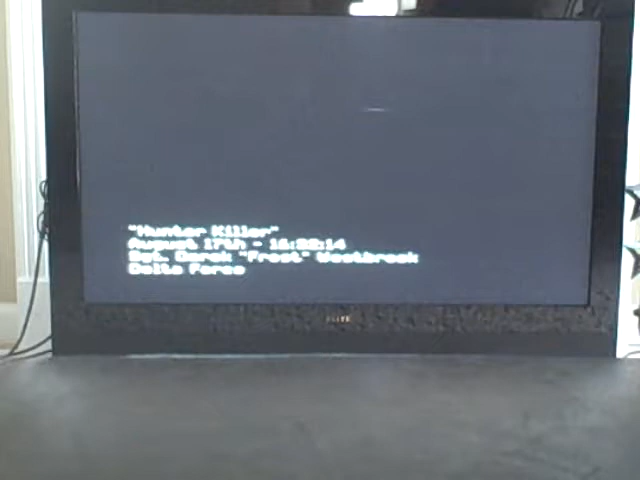 "Hunter Killer"
August 17th -
Sgt. Derek "Frost" Westbrook
Delta Force